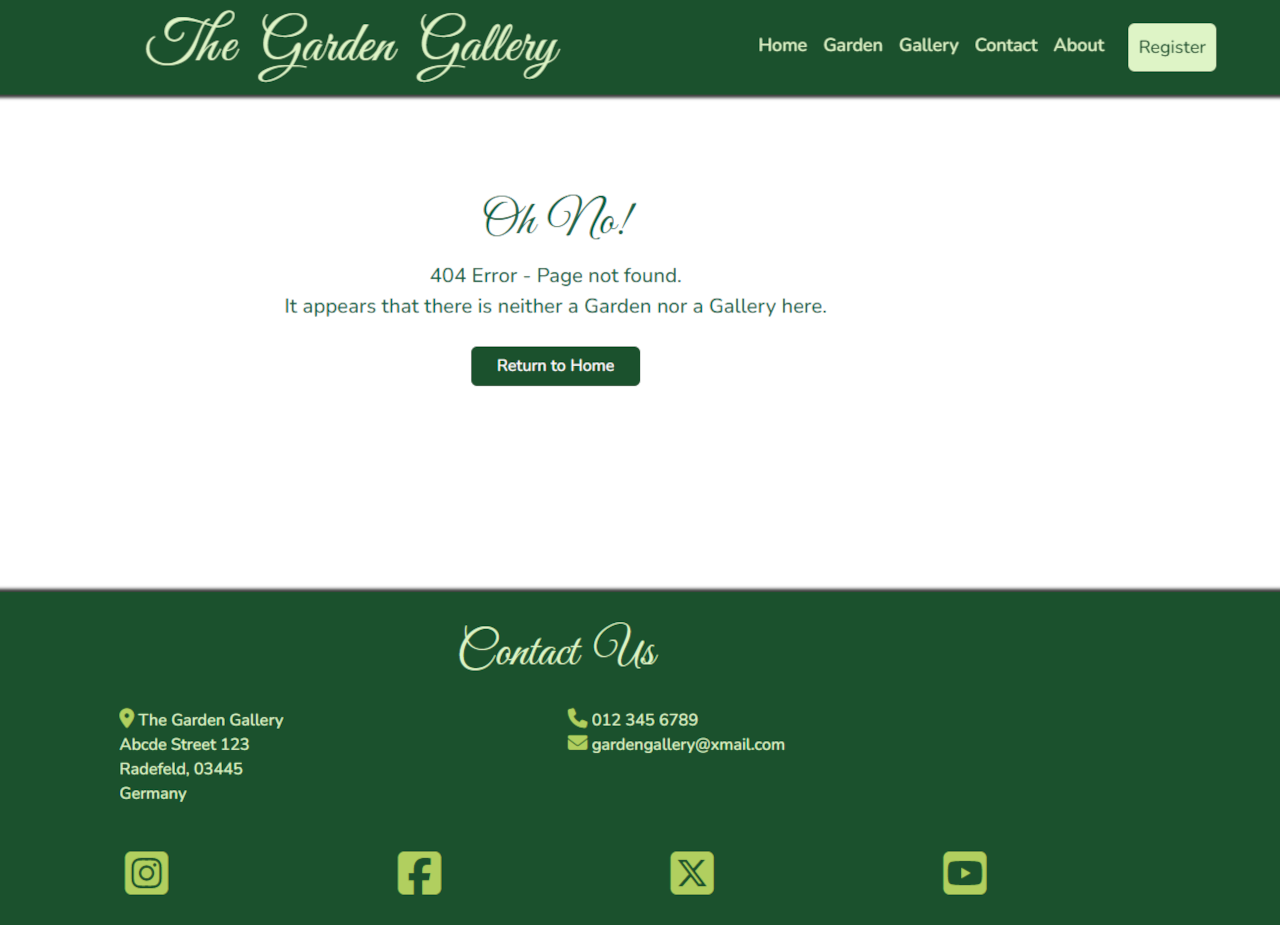 The Garden Gallery
Home Garden Gallery Contact About Register
Oh No!
404 Error - Page not found.
It appears that there is neither a Garden nor a Gallery here.
Return to Home
Contact Us
The Garden Gallery
Abcde Street 123
Radefeld, 03445
Germany
012 345 6789
gardengallery@xmail.com